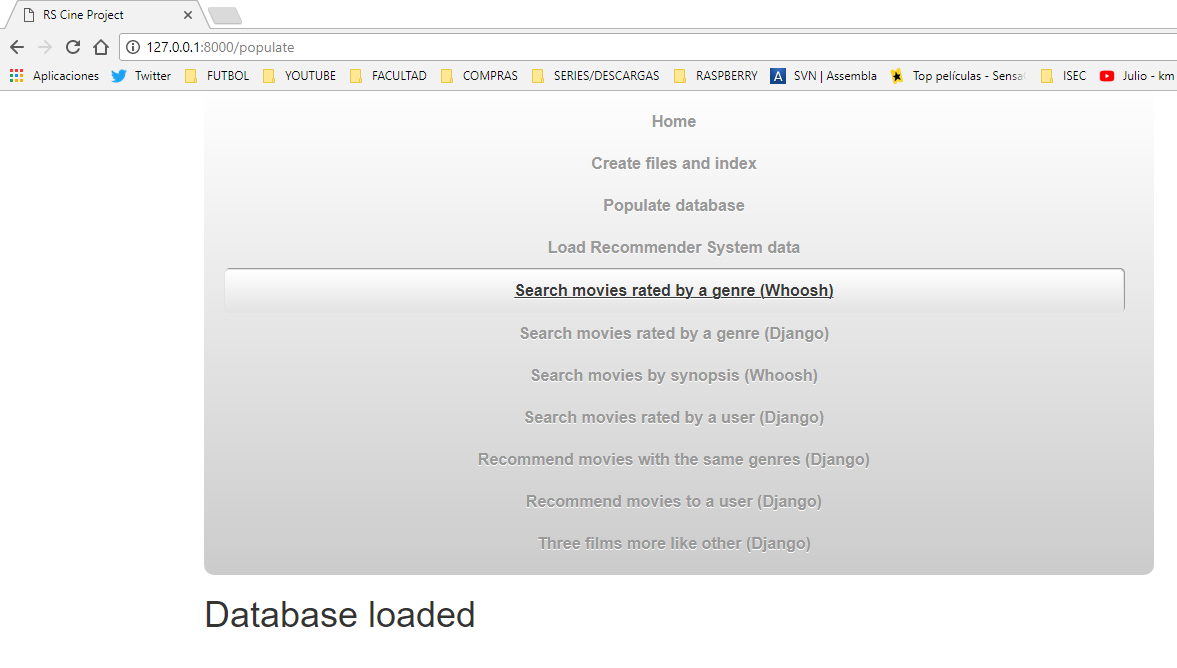 RS Cine Project
127.0.0.1:8000/populate
Aplicaciones Twitter FUTBOL YOUTUBE FACULTAD COMPRAS SERIES/DESCARGAS RASPBERRY A SVN | Assembla Top películas - Sensa ISEC Julio - km
Home
Create files and index
Populate database
Load Recommender System data
Search movies rated by a genre (Whoosh)
Search movies rated by a genre (Django)
Search movies by synopsis (Whoosh)
Search movies rated by a user (Django)
Recommend movies with the same genres (Django)
Recommend movies to a user (Django)
Three films more like other (Django)
Database loaded